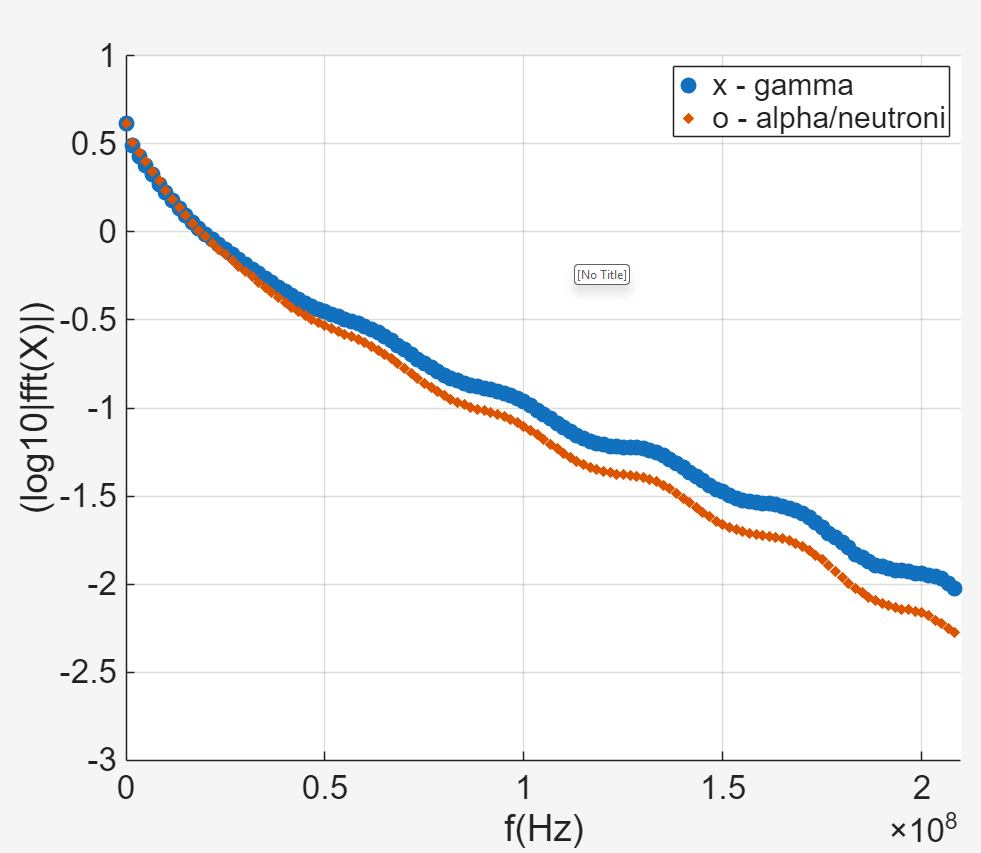 1
0.5
0
-0.5
-1
-1.5
-2
-2.5
-3
(log10|fft(X)|)
x - gamma
o - alpha/neutroni
[No Title]
0 0.5 1 1.5 2
f(Hz)
×10⁸